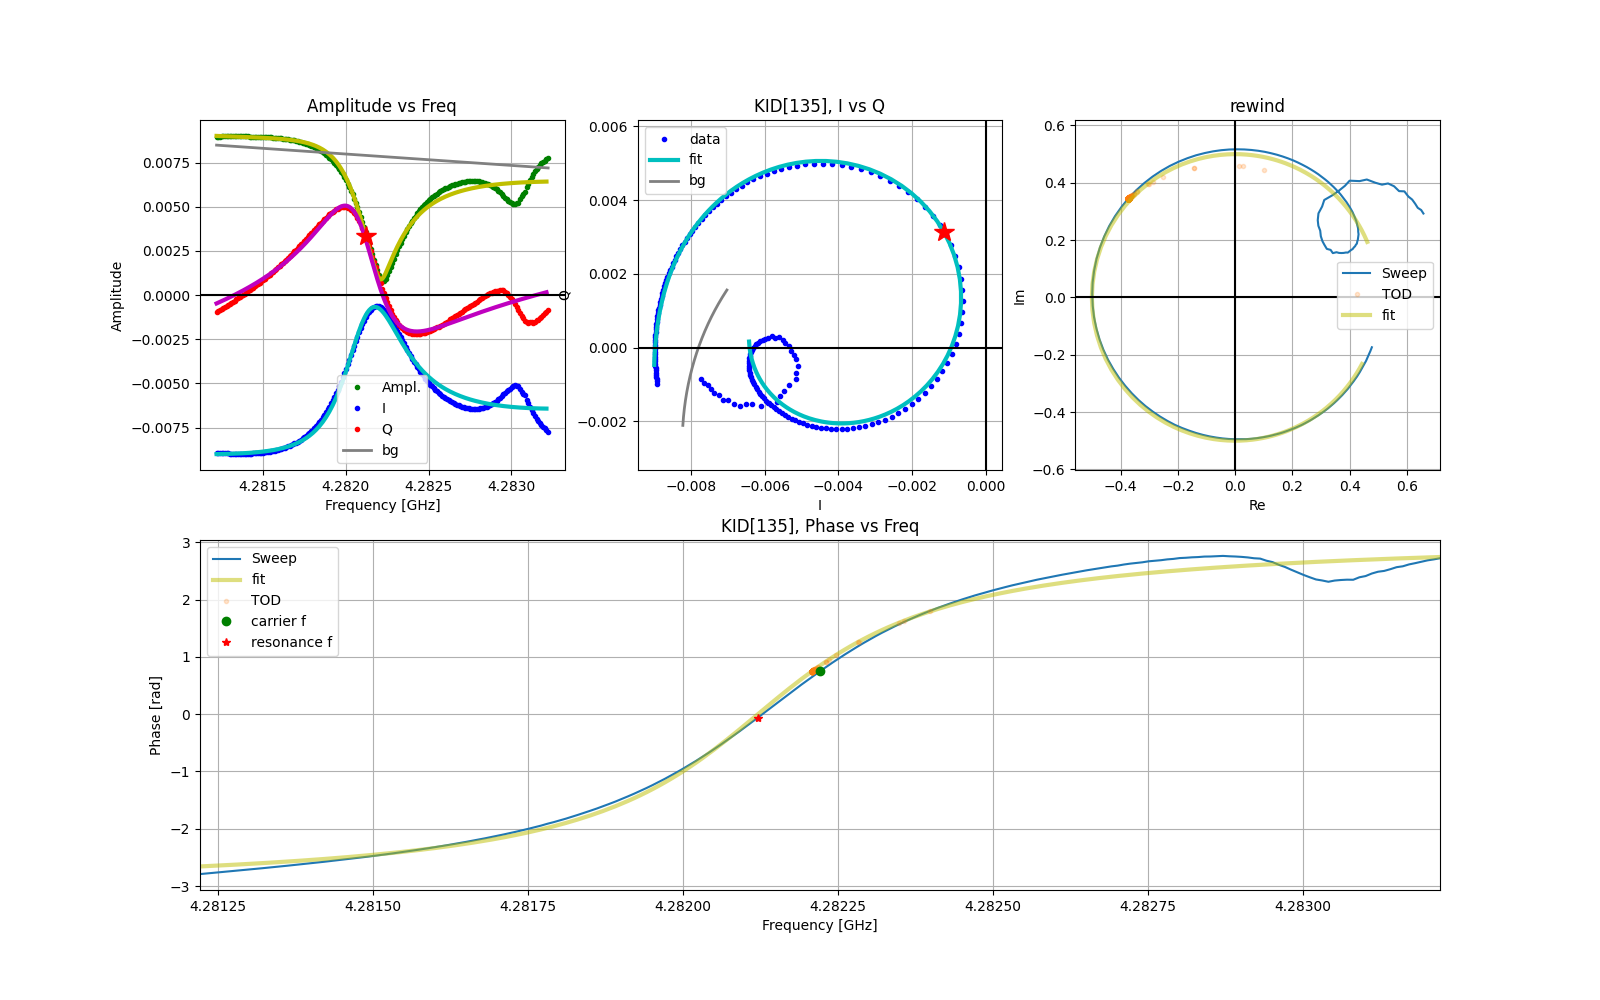 Amplitude vs Freq
Amplitude
0.0075
0.0050
0.0025
0.0000
−0.0025
−0.0050
−0.0075
Ampl.
I
Q
bg
4.2815
4.2820
4.2825
4.2830
Frequency [GHz]
KID[135], I vs Q
Q
0.006
0.004
0.002
0.000
−0.002
data
fit
bg
−0.008
−0.006
−0.004
−0.002
0.000
I
rewind
Im
0.6
0.4
0.2
0.0
−0.2
−0.4
−0.6
Sweep
TOD
fit
−0.4
−0.2
0.0
0.2
0.4
0.6
Re
KID[135], Phase vs Freq
Phase [rad]
3
2
1
0
−1
−2
−3
Sweep
fit
TOD
carrier f
resonance f
4.28125
4.28150
4.28175
4.28200
4.28225
4.28250
4.28275
4.28300
Frequency [GHz]